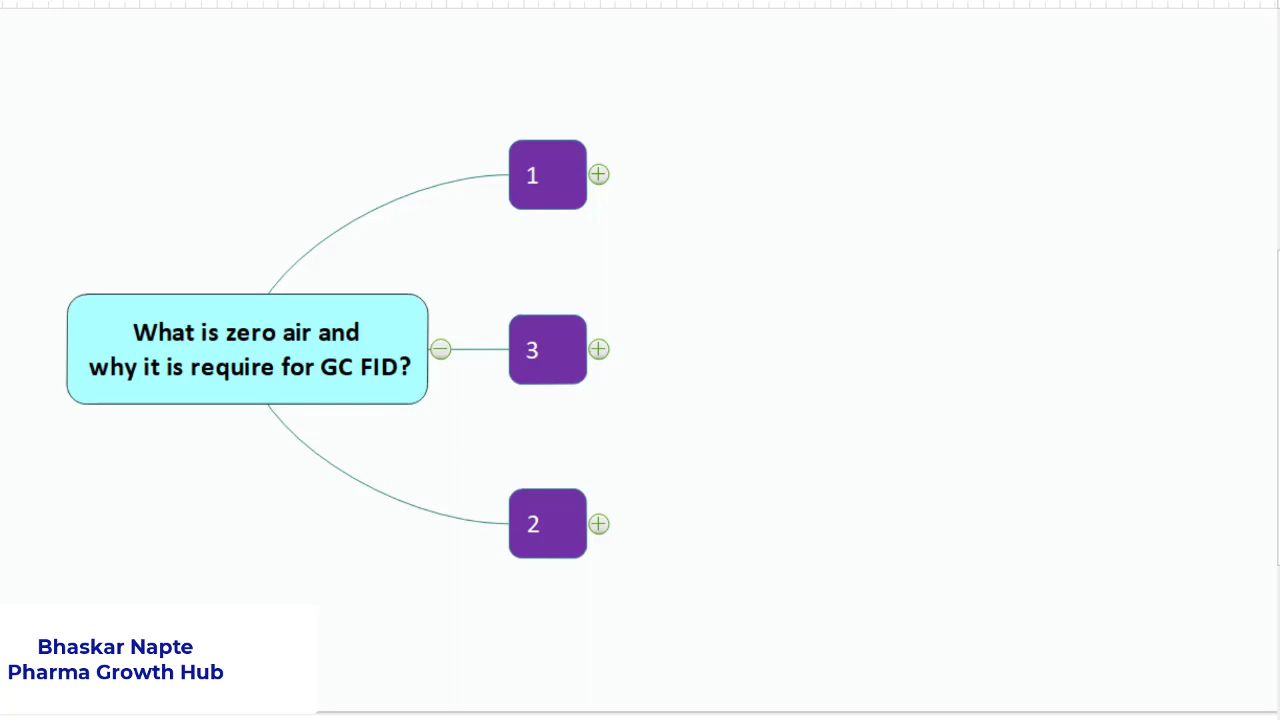 1
What is zero air and
why it is require for GC FID?
3
2
Bhaskar Napte
Pharma Growth Hub